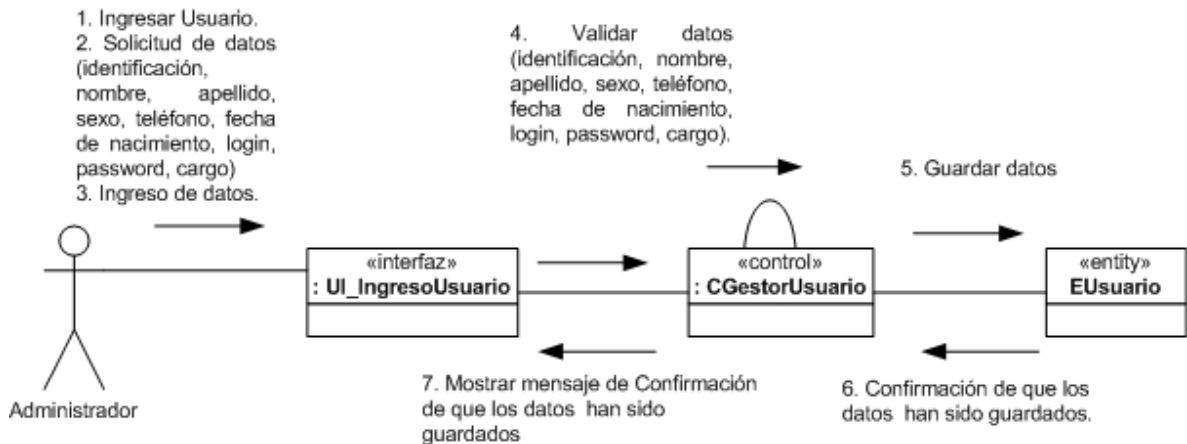 1. Ingresar Usuario.
2. Solicitud de datos
(identificación,
nombre, apellido,
sexo, teléfono, fecha
de nacimiento, login,
password, cargo)
3. Ingreso de datos.
4. Validar datos
(identificación, nombre,
apellido, sexo, teléfono,
fecha de nacimiento,
login, password, cargo).
5. Guardar datos
«interfaz»
: UI_IngresoUsuario
«control»
: CGestorUsuario
«entity»
EUsuario
7. Mostrar mensaje de Confirmación
de que los datos han sido
guardados
6. Confirmación de que los
datos han sido guardados.
Administrador